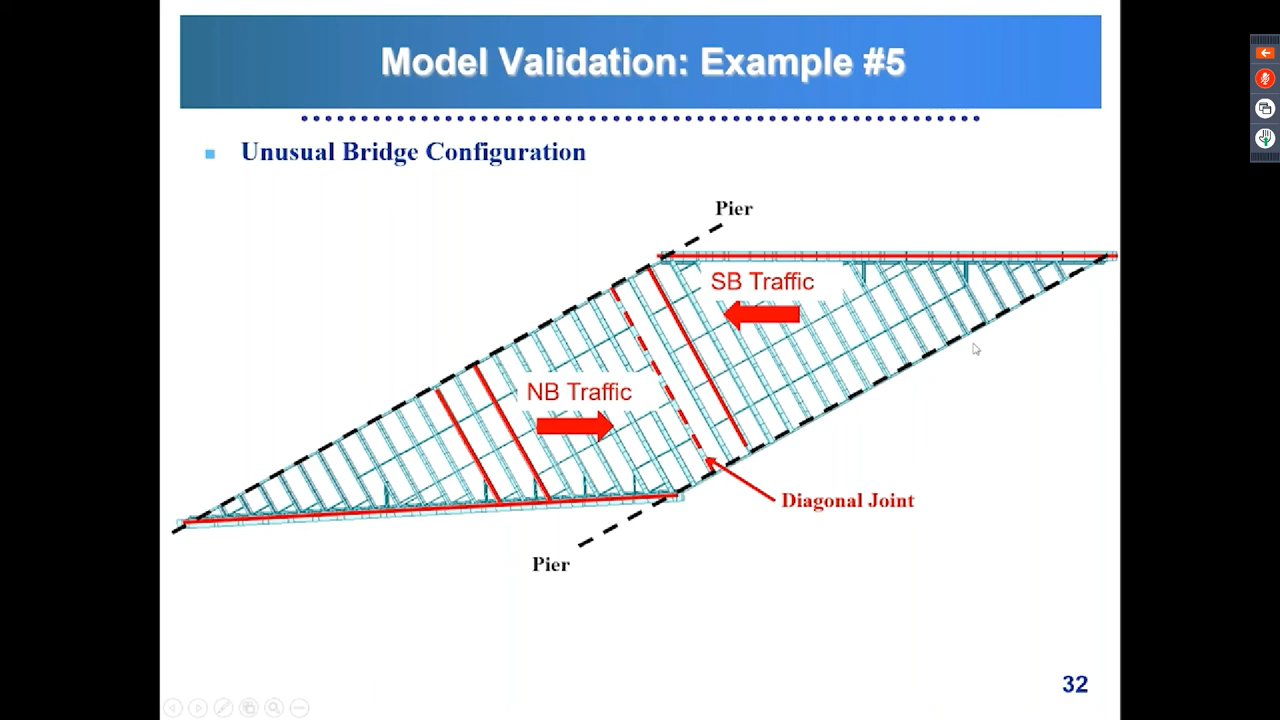 Model Validation: Example #5
Unusual Bridge Configuration
Pier
SB Traffic
NB Traffic
Diagonal Joint
Pier
32